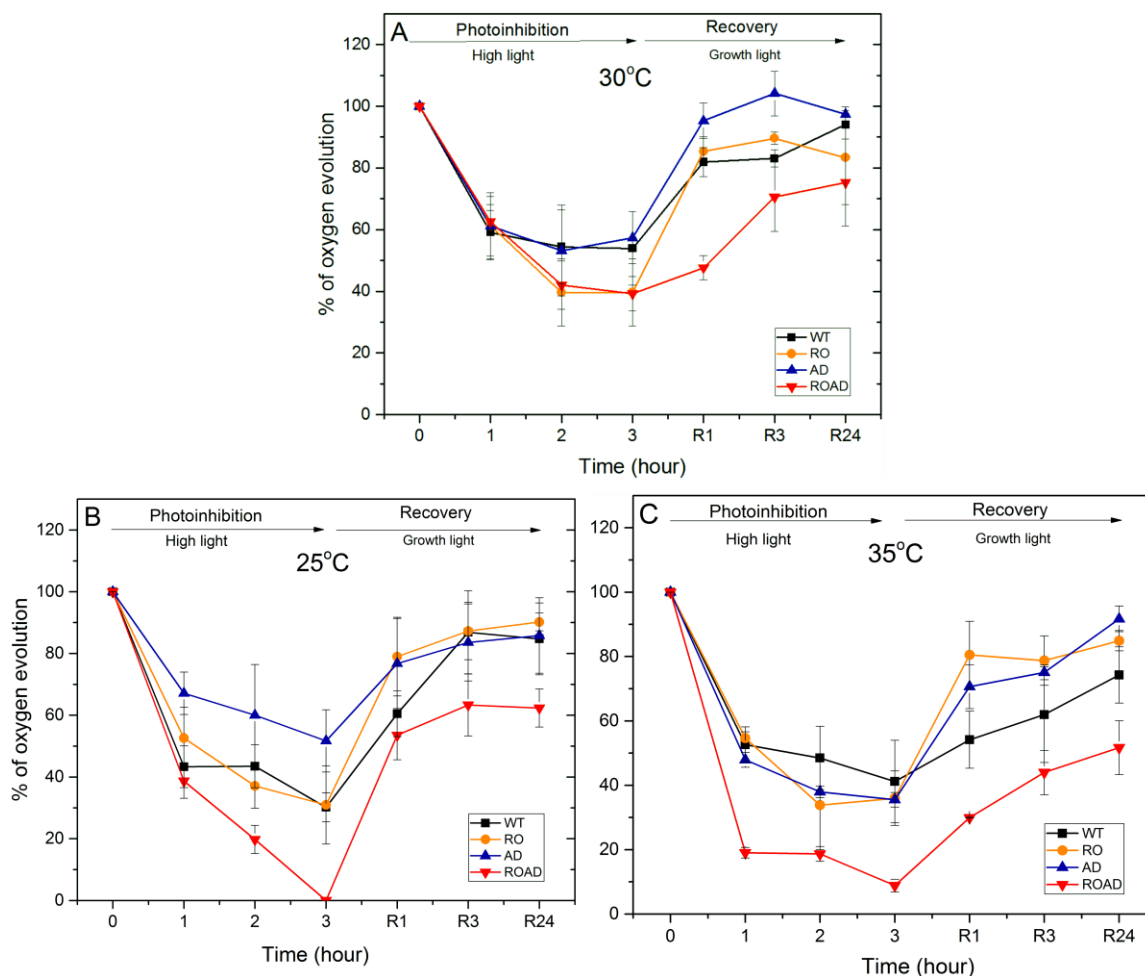 A
Photoinhibition
Recovery
High light
Growth light
30°C
% of oxygen evolution
120
100
80
60
40
20
0
WT
RO
AD
ROAD
0 1 2 3 R1 R3 R24
Time (hour)
B
Photoinhibition
Recovery
High light
Growth light
25°C
% of oxygen evolution
120
100
80
60
40
20
0
WT
RO
AD
ROAD
0 1 2 3 R1 R3 R24
Time (hour)
C
Photoinhibition
Recovery
High light
Growth light
35°C
120
100
80
60
40
20
0
WT
RO
AD
ROAD
0 1 2 3 R1 R3 R24
Time (hour)